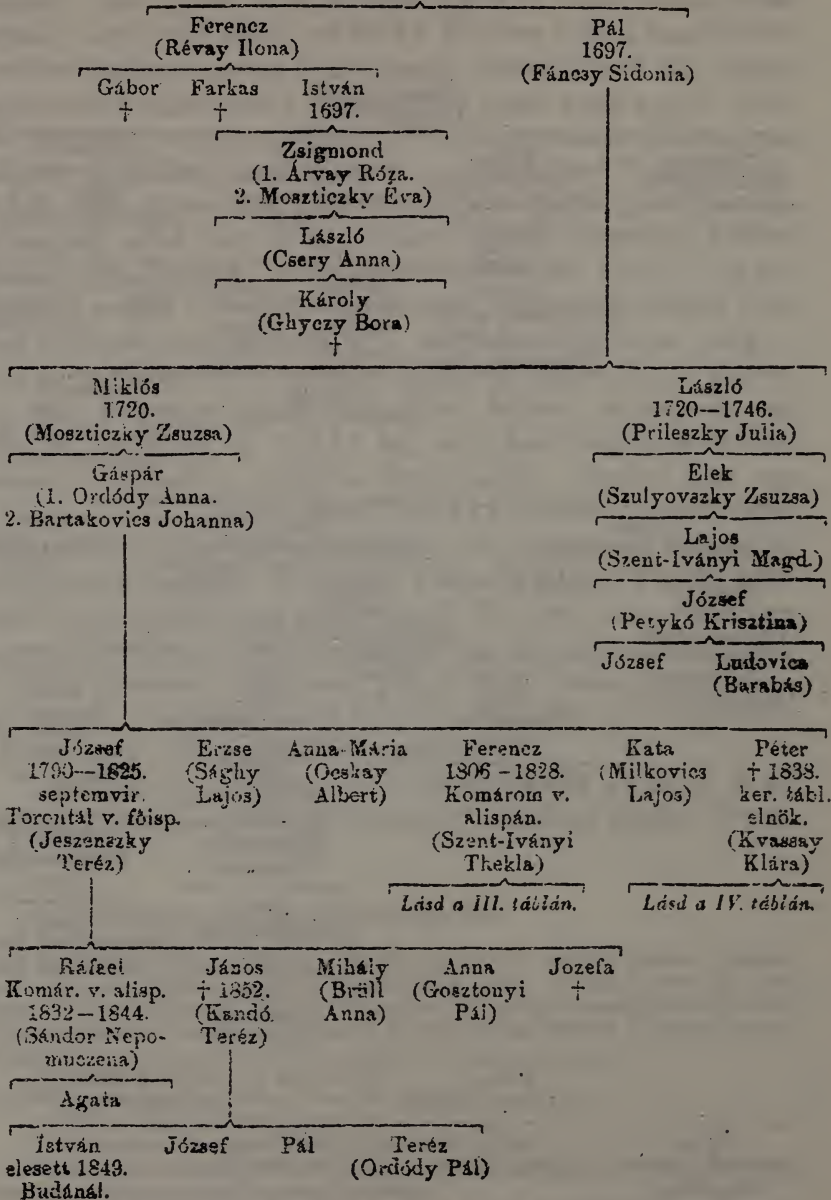 Ferencz Pál
(Révay Ilona) 1697.
(Fánczy Sidonia)
Gábor Farkas István
† † 1697.
Zsigmond
(1. Árvay Róza.
2. Moszticzky Éva)
László
(Csery Anna)
Károly
(Ghyczy Bora)
†
Miklós László
1720. 1720—1746.
(Moszticzky Zsuzsa) (Prileszky Julia)
Gáspár Elek
(1. Ordódy Anna. (Szulyovszky Zsuzsa)
2. Bartakovics Johanna)
Lajos
(Szent-Iványi Magd.)
József
(Petykó Krisztina)
József Ludovica
(Barabás)
József Erzse Anna-Mária Ferencz Kata Péter
1790—1825. (Sághy (Ocskay 1806–1828. (Milkovics † 1838.
septemvir. Lajos) Albert) Komárom v. Lajos) ker. tábl.
Torontál v. főisp. alispán. elnök.
(Jeszenszky (Szent-Iványi (Kvassay
Teréz) Thekla) Klára)
Lásd a III. táblán. Lásd a IV. táblán.
Ráfael János Mihály Anna Jozefa
Komár. v. alisp. † 1852. (Brüll (Gosztonyi †
1832–1844. (Kandó Anna) Pál)
(Sándor Nepo- Teréz)
muczena)
Agata
István József Pál Teréz
elesett 1849. (Ordódy Pál)
Budánál.